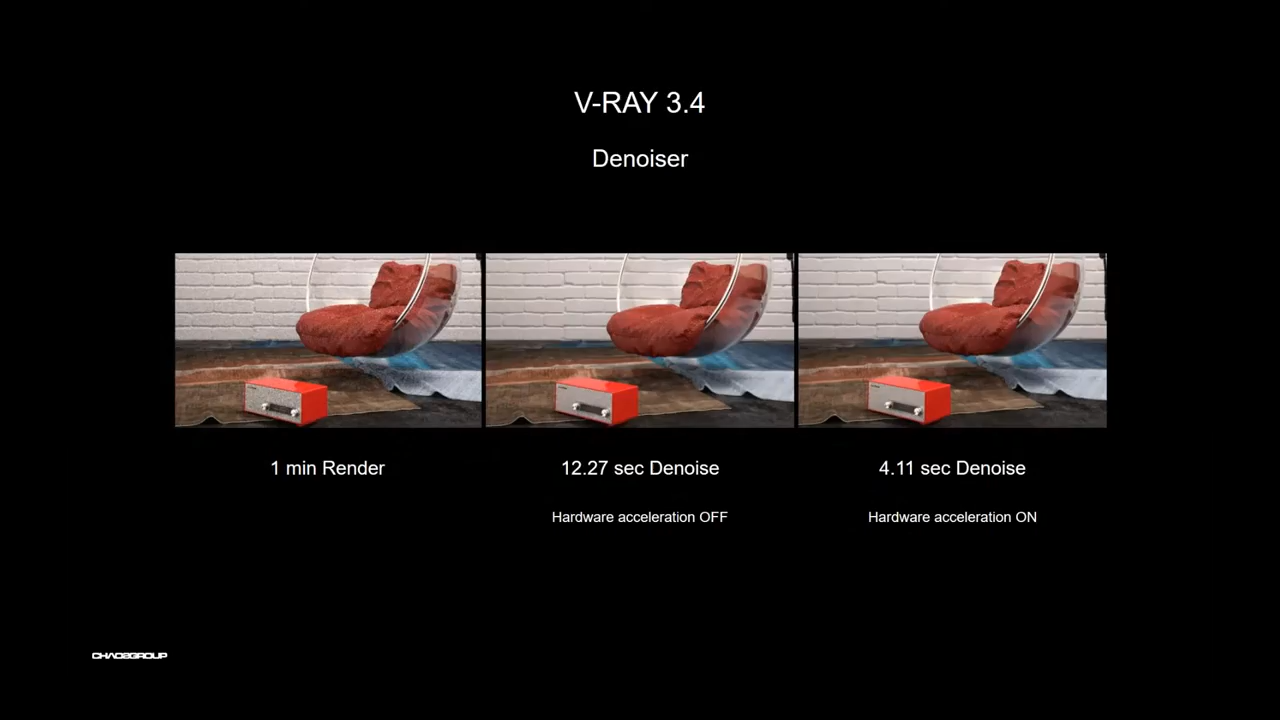 V-RAY 3.4
Denoiser
1 min Render
12.27 sec Denoise
4.11 sec Denoise
Hardware acceleration OFF
Hardware acceleration ON
CHAOSGROUP